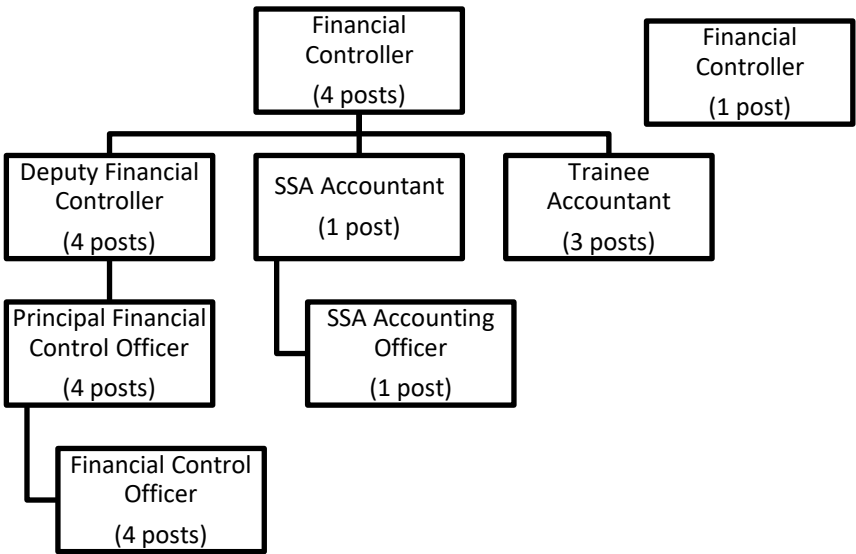 Financial
Controller
(4 posts)
Financial
Controller
(1 post)
Deputy Financial
Controller
(4 posts)
SSA Accountant
(1 post)
Trainee
Accountant
(3 posts)
Principal Financial
Control Officer
(4 posts)
SSA Accounting
Officer
(1 post)
Financial Control
Officer
(4 posts)